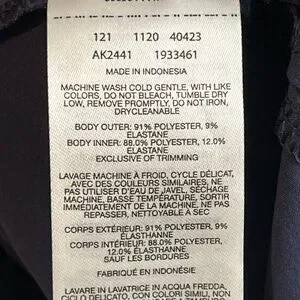 121 1120 40423
AK2441 1933461
MADE IN INDONESIA
MACHINE WASH COLD GENTLE, WITH LIKE
COLORS, DO NOT BLEACH, TUMBLE DRY
LOW, REMOVE PROMPTLY, DO NOT IRON,
DRYCLEANABLE
BODY OUTER: 91% POLYESTER, 9%
ELASTANE
BODY INNER: 88.0% POLYESTER, 12.0%
ELASTANE
EXCLUSIVE OF TRIMMING
LAVAGE MACHINE À FROID, CYCLE DÉLICAT,
AVEC DES COULEURS SIMILAIRES, NE
PAS UTILISER D'EAU DE JAVEL, SÉCHAGE
MACHINE, BASSE TEMPÉRATURE, SORTIR
IMMÉDIATEMENT DE LA MACHINE, NE PAS
REPASSER, NETTOYABLE À SEC
CORPS EXTÉRIEUR: 91% POLYESTER, 9%
ÉLASTHANNE
CORPS INTÉRIEUR: 88.0% POLYESTER,
12.0% ÉLASTHANNE
SAUF LES BORDURES
FABRIQUÉ EN INDONÉSIE
LAVARE IN LAVATRICE IN ACQUA FREDDA,
CICLO DELICATO, CON COLORI SIMILI, NON